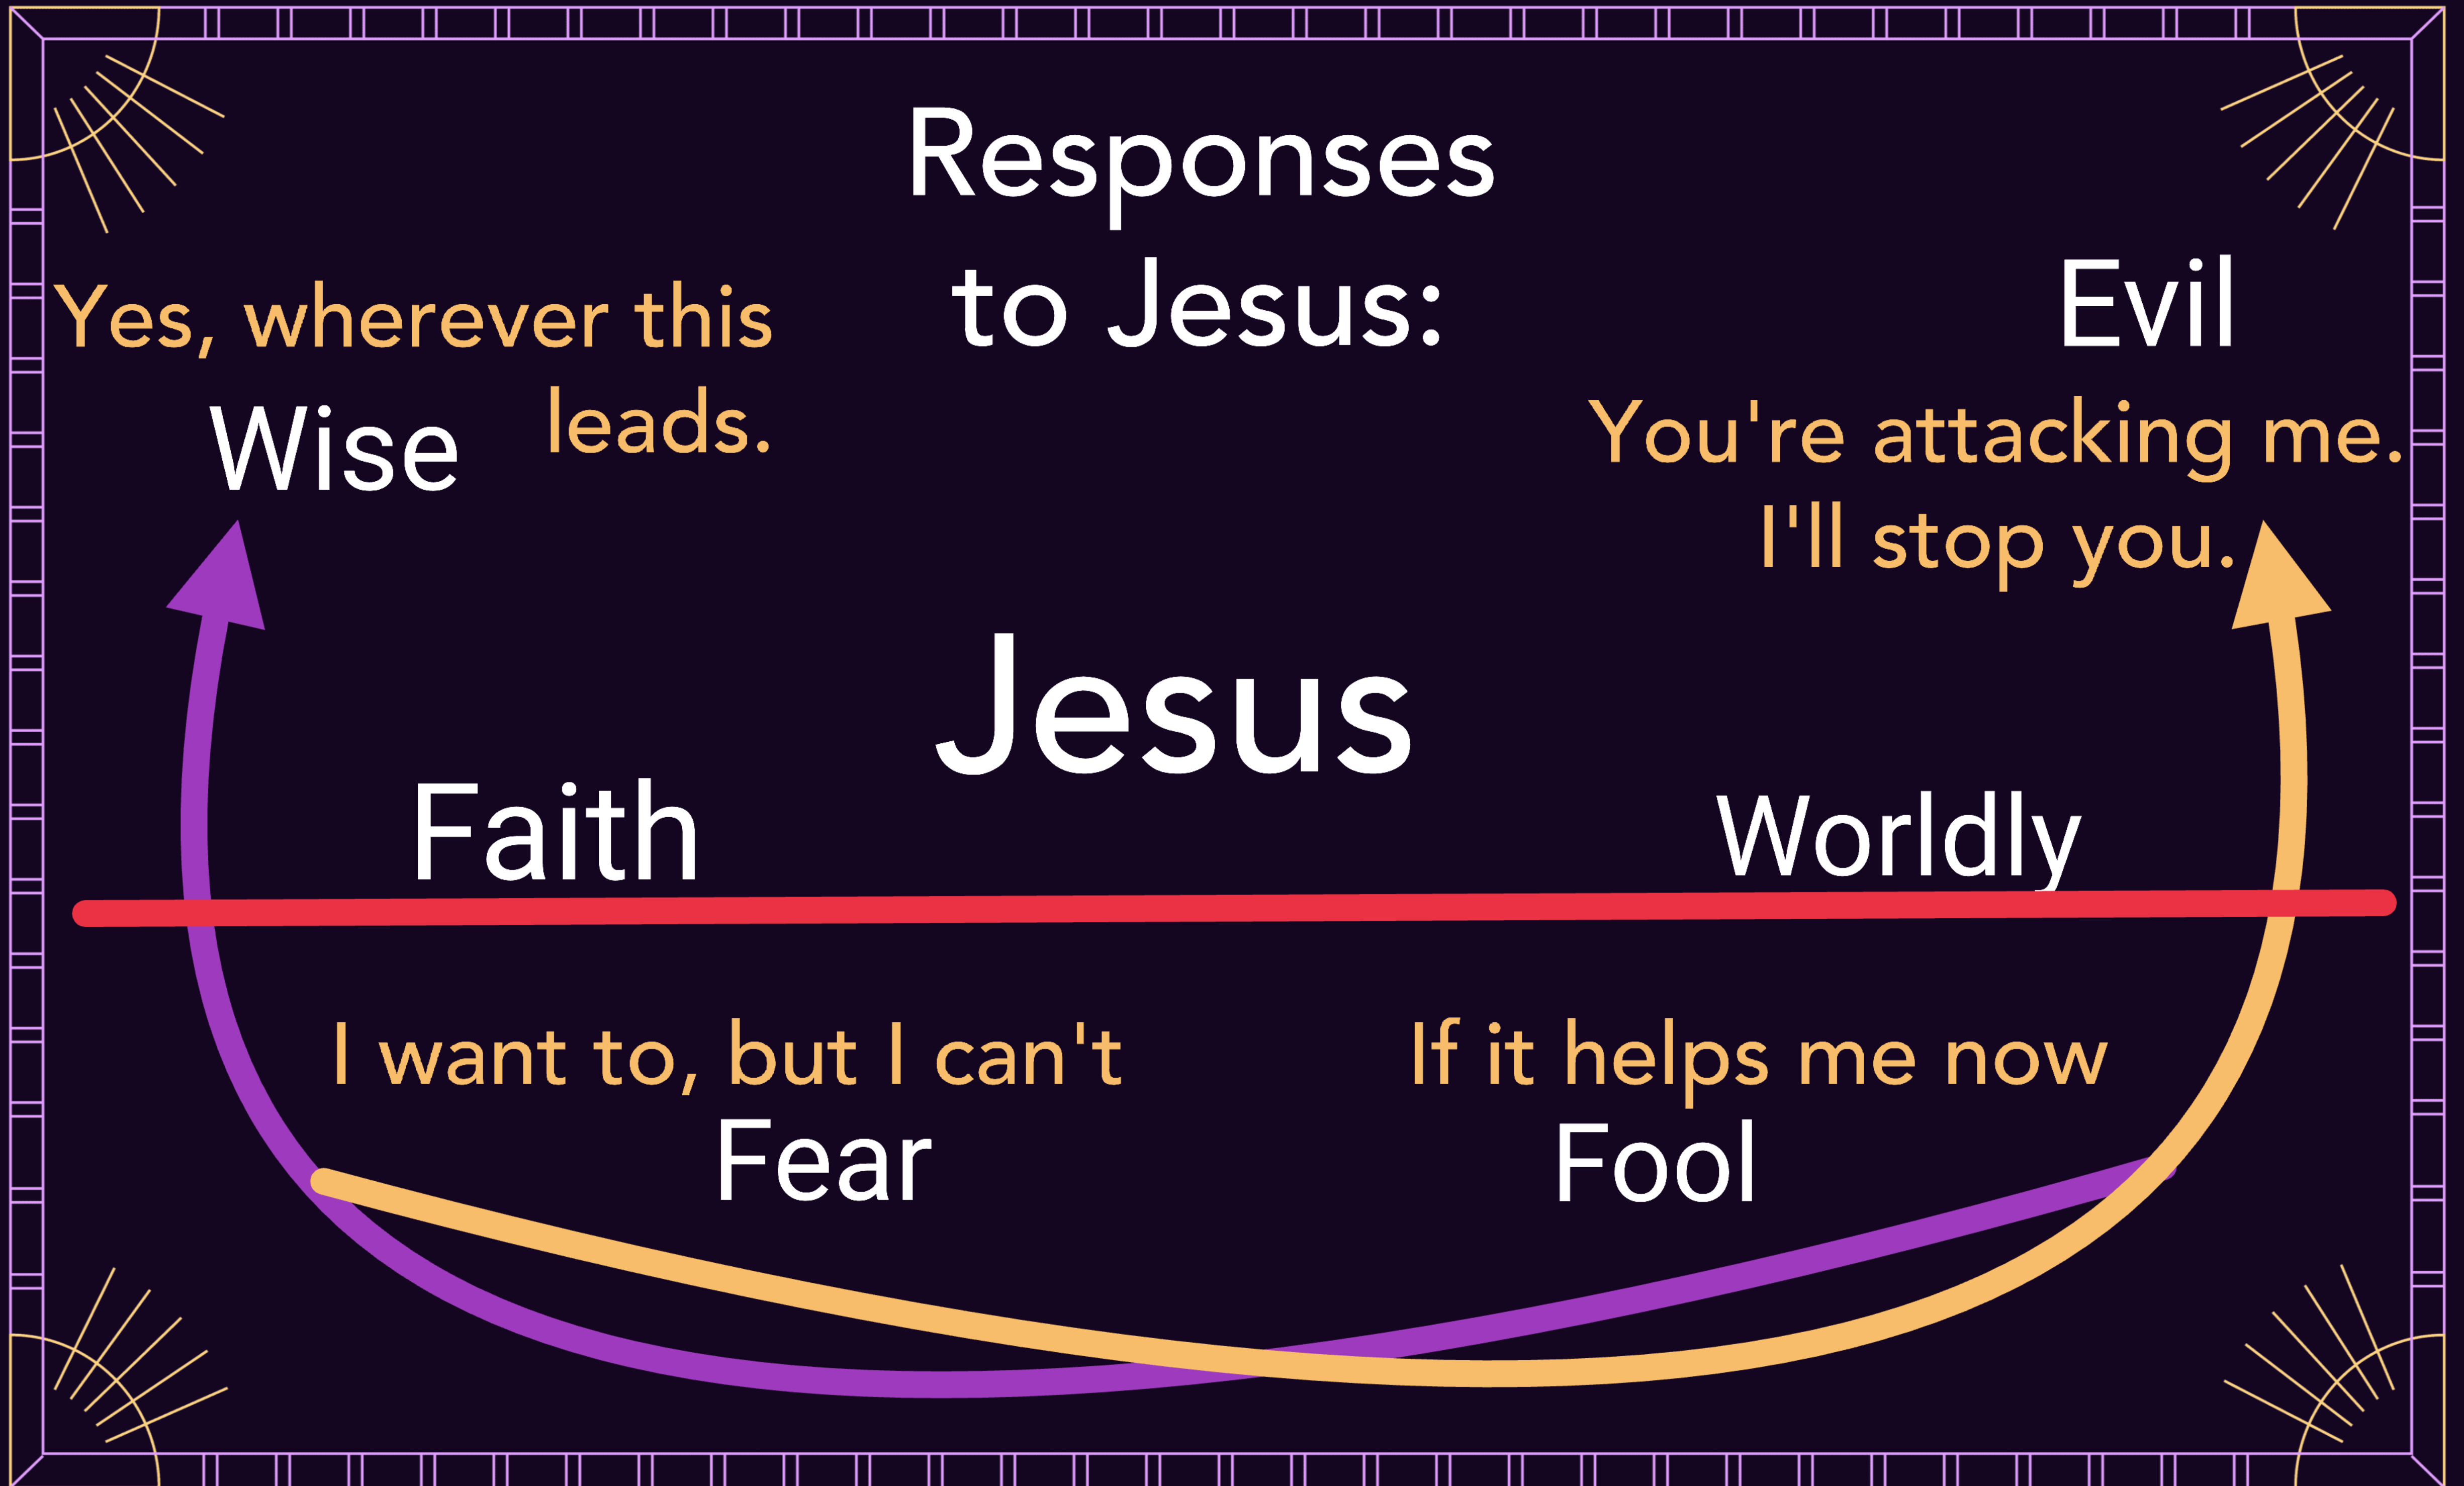 Responses
to Jesus:
Yes, wherever this
leads.
Wise
Evil
You're attacking me.
I'll stop you.
Jesus
Faith
Worldly
I want to, but I can't
Fear
If it helps me now
Fool